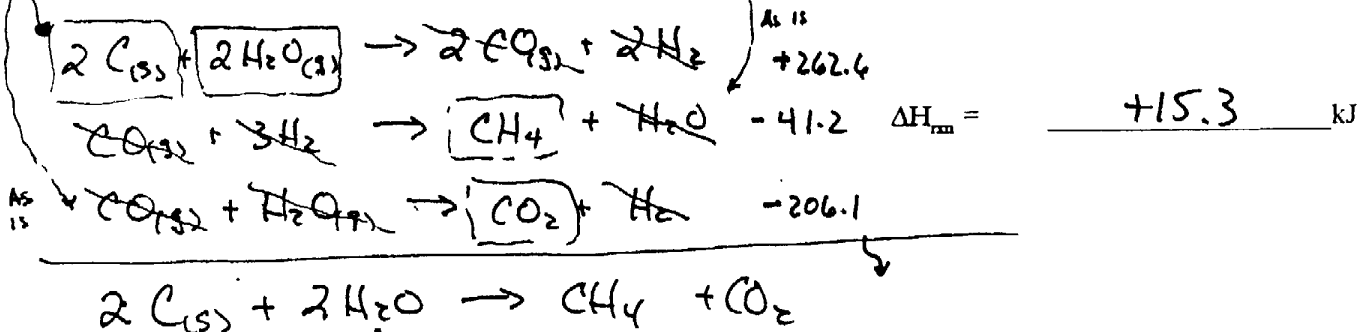 As is
2 C(s) + 2 H₂O(g) → 2 CO(g) + 2 H₂ +262.6
CO(g) + 3H₂ → CH₄ + H₂O -41.2 ΔHrxn = +15.3 kJ
As is CO(g) + H₂O(g) → CO₂ + H₂ -206.1
2 C(s) + 2 H₂O → CH₄ + CO₂